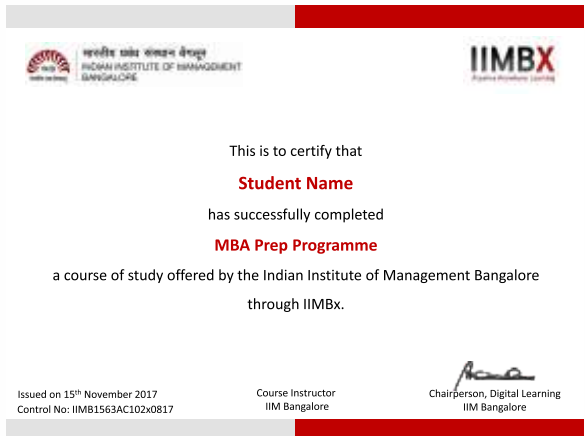 भारतीय प्रबंध संस्थान बेंगलूर
INDIAN INSTITUTE OF MANAGEMENT
BANGALORE
IIMBX
This is to certify that
Student Name
has successfully completed
MBA Prep Programme
a course of study offered by the Indian Institute of Management Bangalore
through IIMBx.
Issued on 15th November 2017
Control No: IIMB1563AC102x0817
Course Instructor
IIM Bangalore
Chairperson, Digital Learning
IIM Bangalore